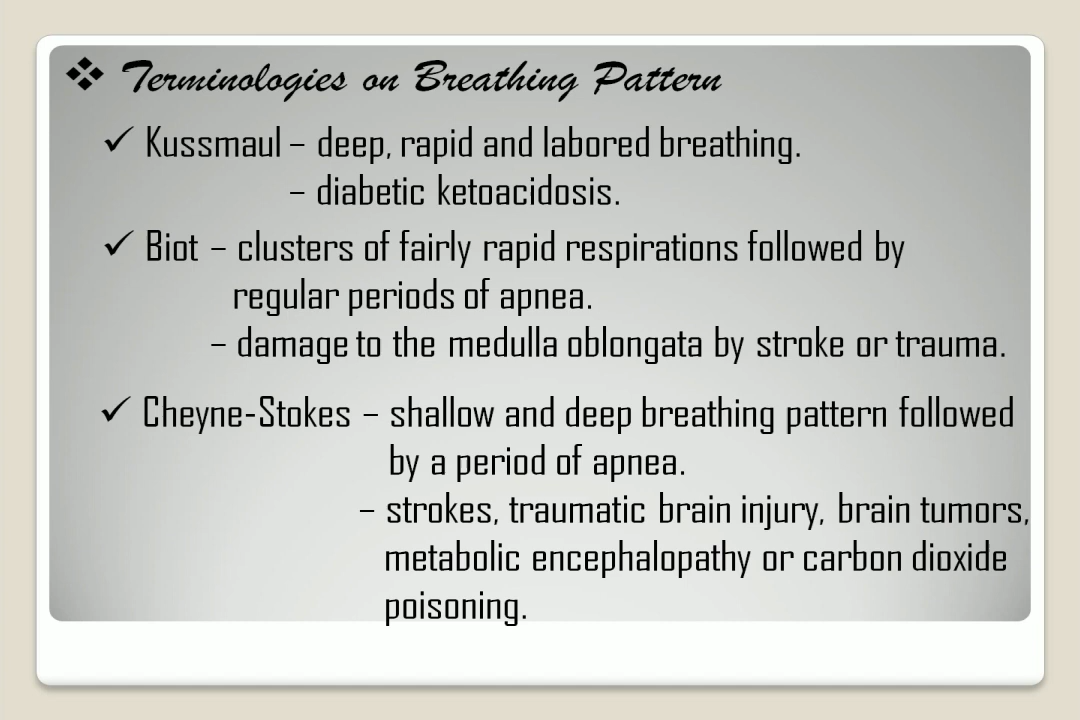 ❖ Terminologies on Breathing Pattern
✓ Kussmaul – deep, rapid and labored breathing.
– diabetic ketoacidosis.
✓ Biot – clusters of fairly rapid respirations followed by
regular periods of apnea.
– damage to the medulla oblongata by stroke or trauma.
✓ Cheyne-Stokes – shallow and deep breathing pattern followed
by a period of apnea.
– strokes, traumatic brain injury, brain tumors,
metabolic encephalopathy or carbon dioxide
poisoning.